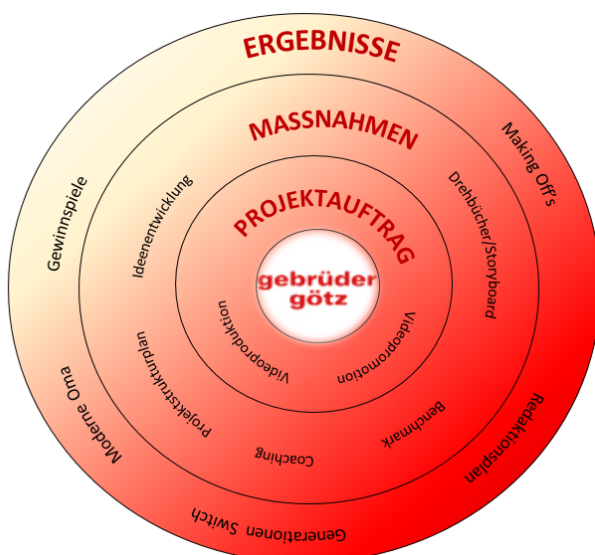 ERGEBNISSE
Making Off's
Gewinnspiele
Moderne Oma
Generationen Switch
Redaktionsplan
MASSNAHMEN
Ideenentwicklung
Drehbücher/Storyboard
Projektstrukturplan
Coaching
Benchmark
PROJEKTAUFTRAG
Videoproduktion
Videopromotion
gebrüder
götz